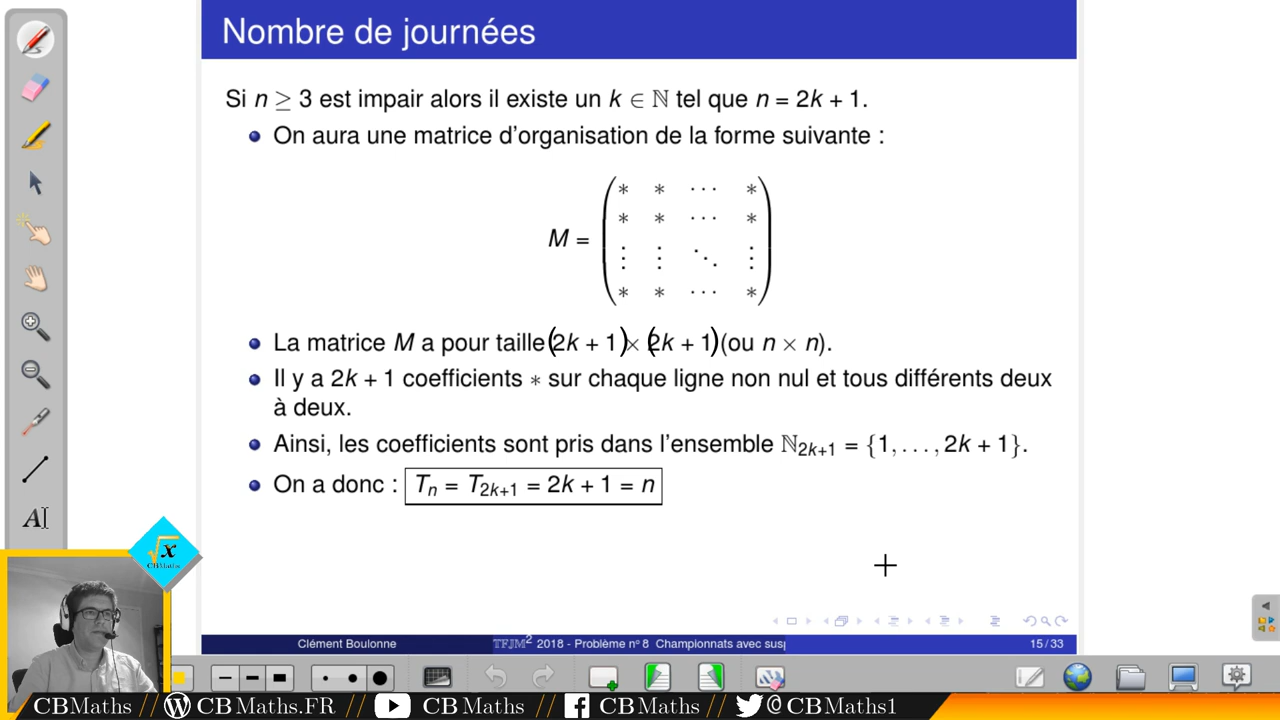 Nombre de journées
Si n ≥ 3 est impair alors il existe un k ∈ ℕ tel que n = 2k + 1.
On aura une matrice d'organisation de la forme suivante :
* * ⋯ *
* * ⋯ *
M =
⋮ ⋮ ⋱ ⋮
* * ⋯ *
La matrice M a pour taille (2k + 1) × (2k + 1) (ou n × n).
Il y a 2k + 1 coefficients * sur chaque ligne non nul et tous différents deux
à deux.
Ainsi, les coefficients sont pris dans l'ensemble ℕ₂ₖ₊₁ = {1, . . . , 2k + 1}.
On a donc : Tₙ = T₂ₖ₊₁ = 2k + 1 = n
A
√x
CBMaths
Clément Boulonne TFJM² 2018 - Problème nº 8 Championnats avec susp 15 / 33
CBMaths // CBMaths.FR // CBMaths // CBMaths // @CBMaths1